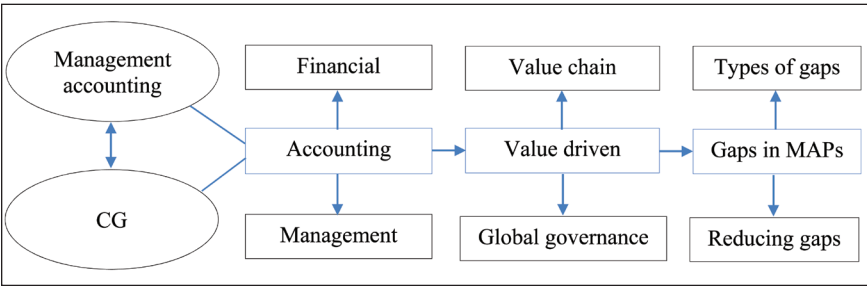 Management
accounting
CG
Financial
Accounting
Management
Value chain
Value driven
Global governance
Types of gaps
Gaps in MAPs
Reducing gaps